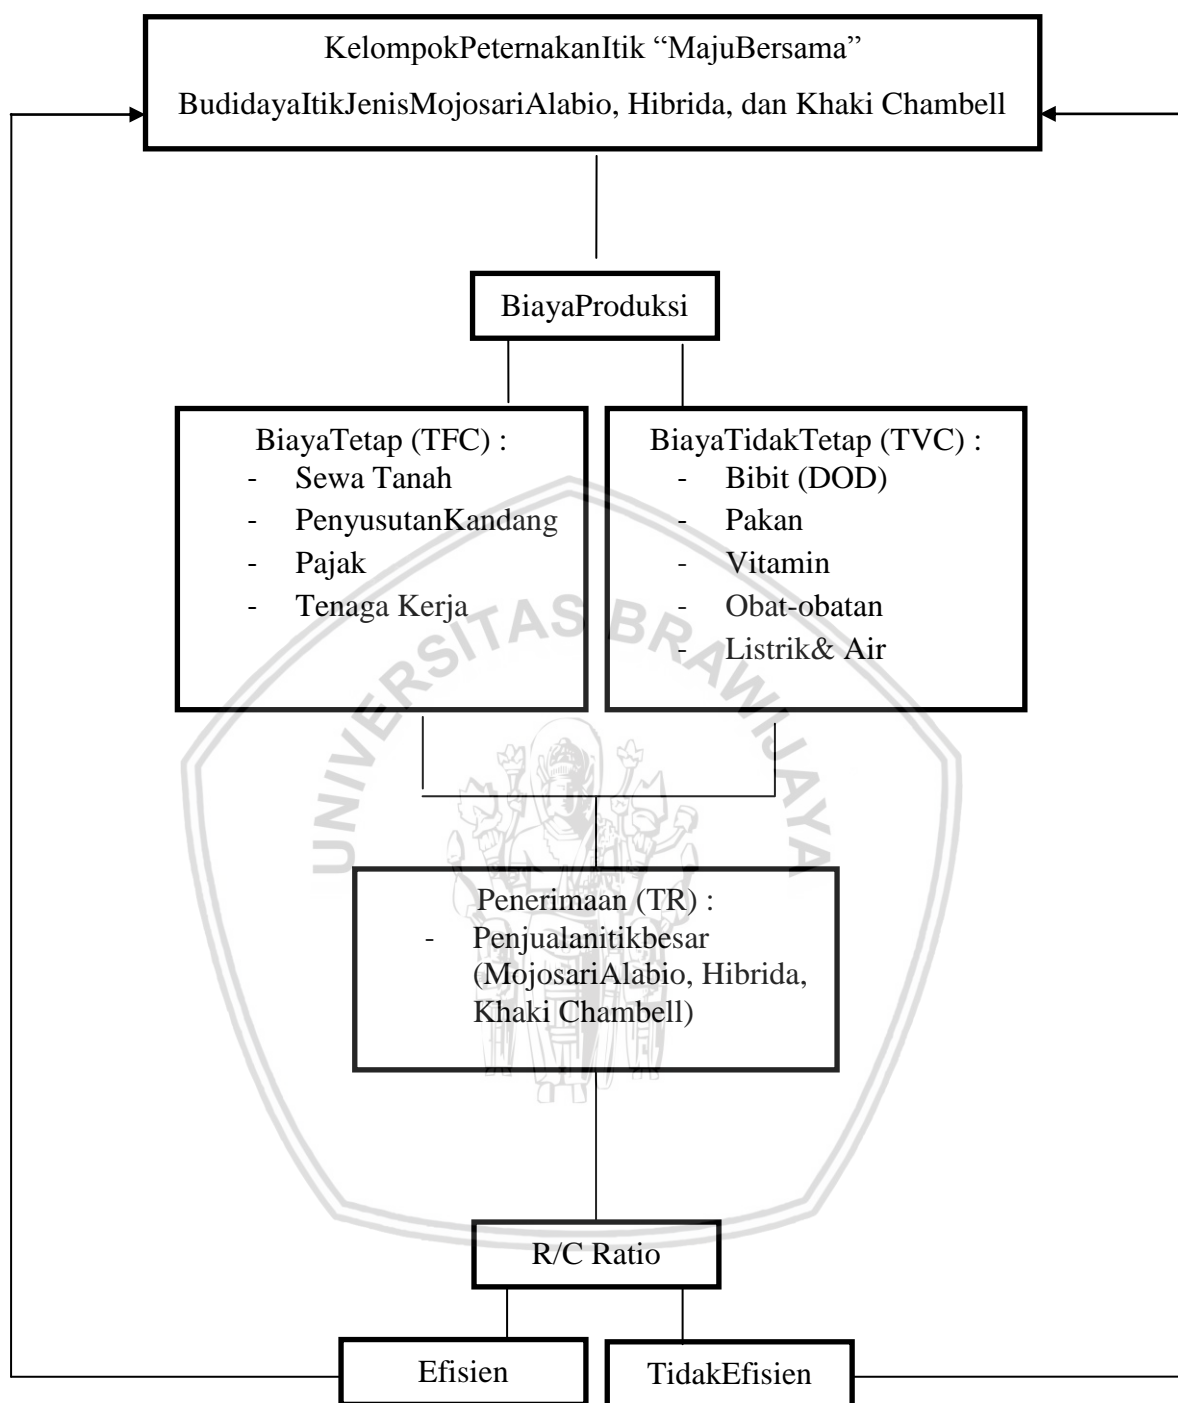 KelompokPeternakanItik “MajuBersama”
BudidayaItikJenisMojosariAlabio, Hibrida, dan Khaki Chambell
BiayaProduksi
BiayaTetap (TFC) :
- Sewa Tanah
- PenyusutanKandang
- Pajak
- Tenaga Kerja
BiayaTidakTetap (TVC) :
- Bibit (DOD)
- Pakan
- Vitamin
- Obat-obatan
- Listrik& Air
UNIVERSITAS BRAWIJAYA
Penerimaan (TR) :
- Penjualanitikbesar
(MojosariAlabio, Hibrida,
Khaki Chambell)
R/C Ratio
Efisien
TidakEfisien